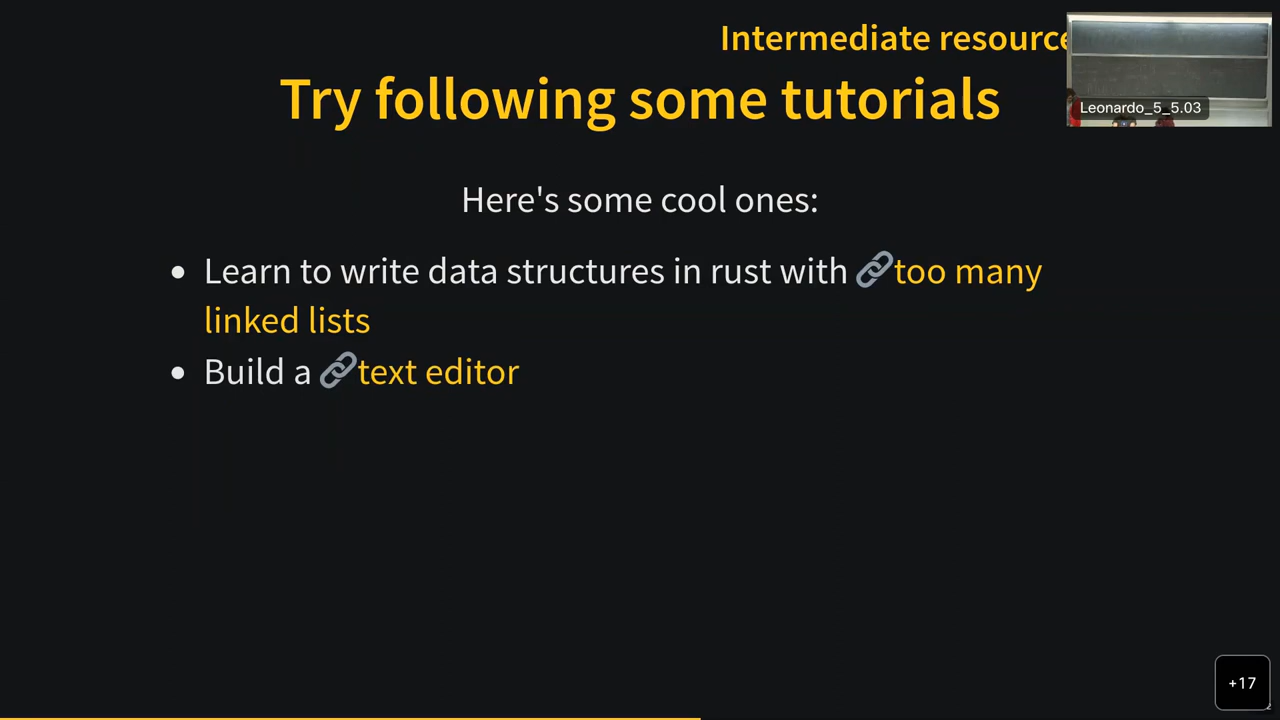 Intermediate resource
Try following some tutorials
Leonardo_5_5.03
Here's some cool ones:
Learn to write data structures in rust with 🔗too many
linked lists
Build a 🔗text editor
+17